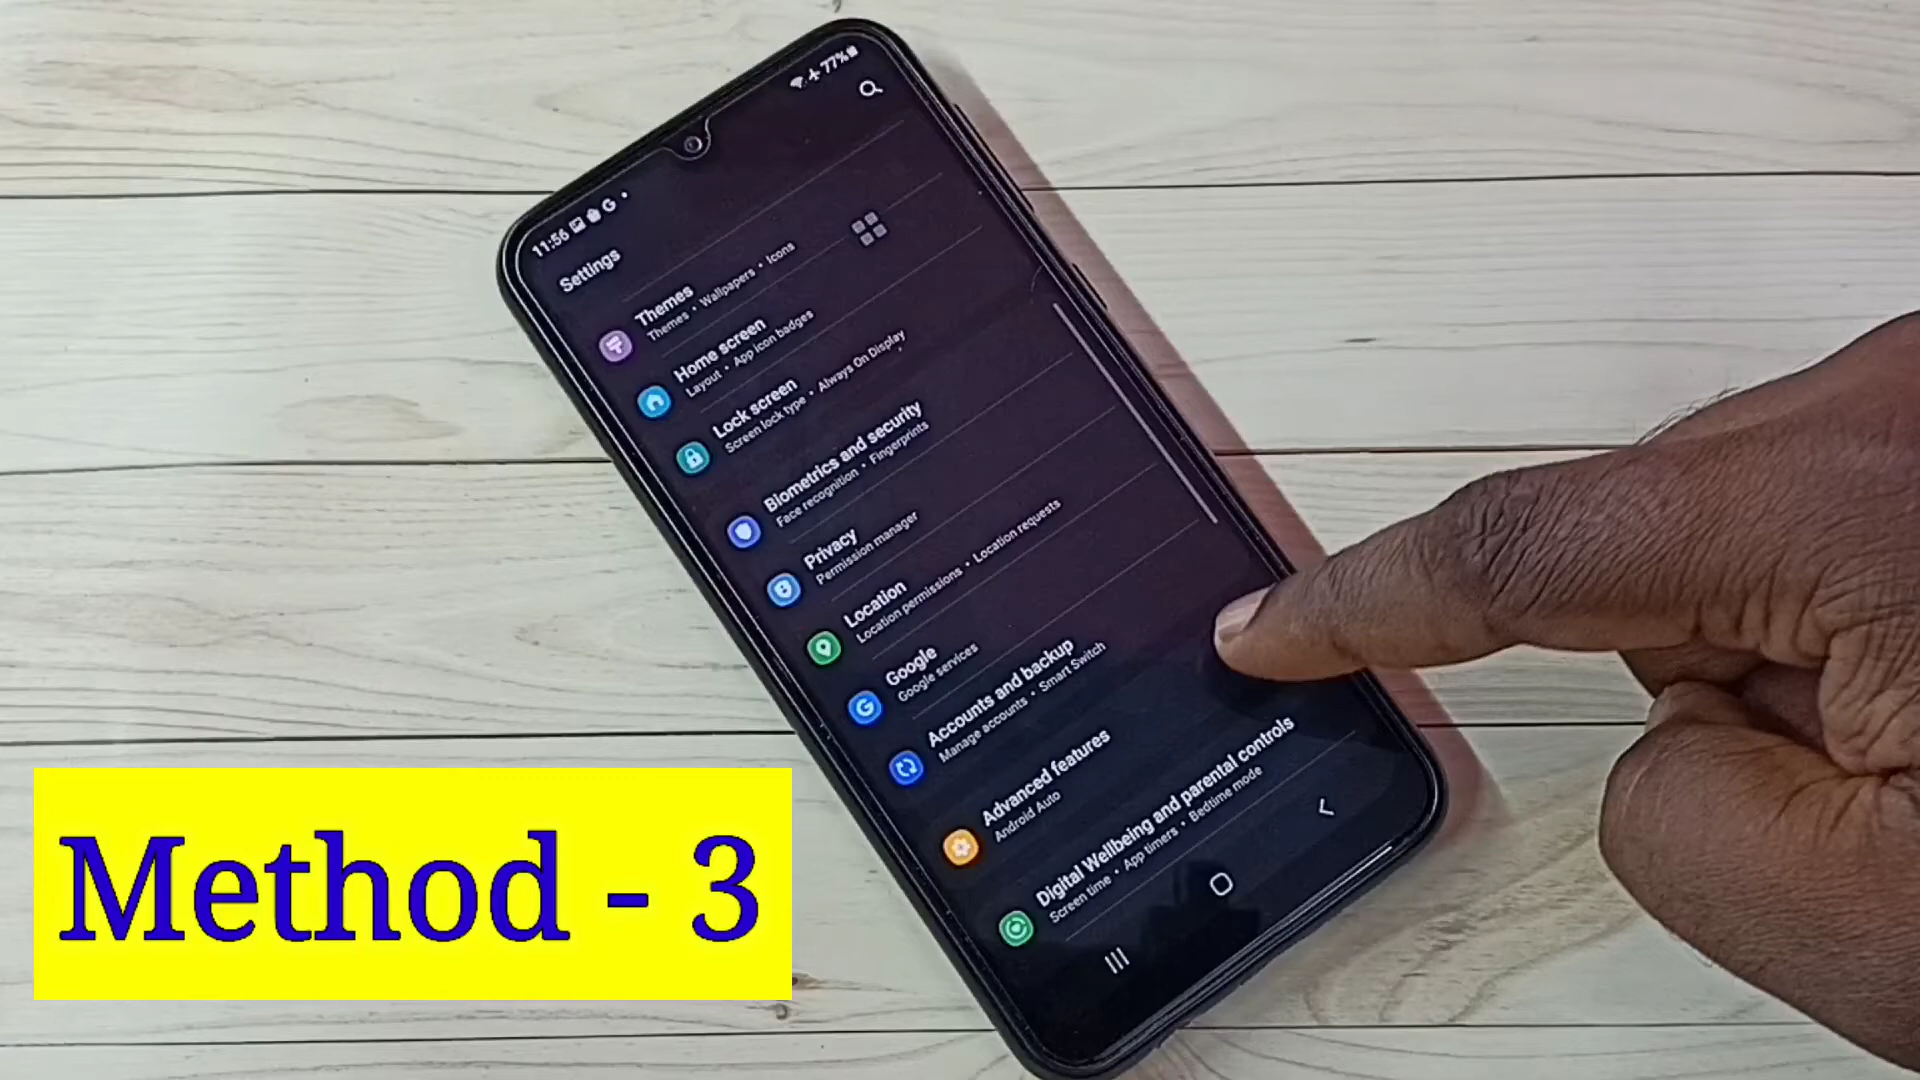 11:56
77%
Settings
Themes
Themes • Wallpapers • Icons
Home screen
Layout • App icon badges
Lock screen
Screen lock type • Always On Display
Biometrics and security
Face recognition • Fingerprints
Privacy
Permission manager
Location
Location permissions • Location requests
Google
Google services
Accounts and backup
Manage accounts • Smart Switch
Advanced features
Android Auto
Digital Wellbeing and parental controls
Screen time • App timers • Bedtime mode
Method - 3